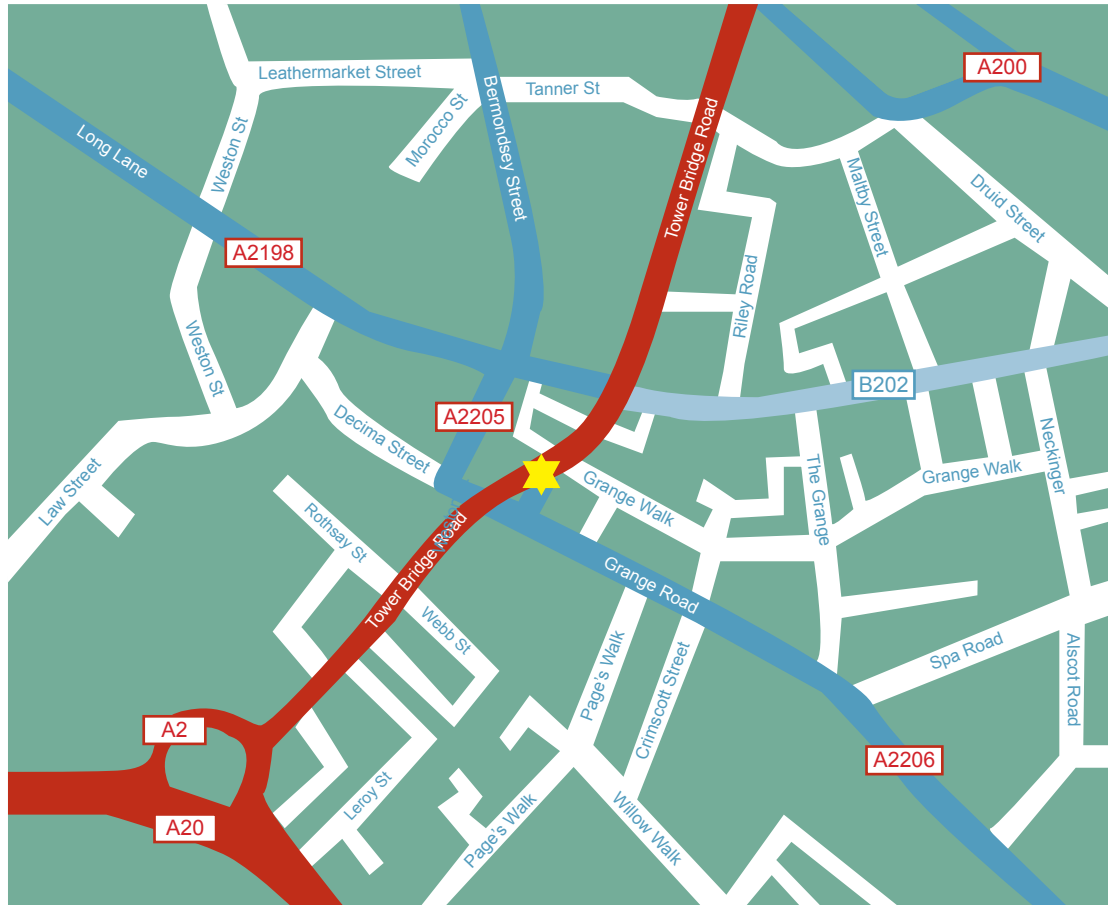 A200
Leathermarket Street
Tanner St
Bermondsey Street
Morocco St
Long Lane
Weston St
Tower Bridge Road
Maltby Street
Druid Street
A2198
Riley Road
Weston St
B202
A2205
Decima Street
Law Street
Grange Walk
The Grange
Grange Walk
Neckinger
Rothsay St
Tower Bridge Road
Grange Road
Webb St
Page's Walk
Crimscott Street
Spa Road
Alscot Road
A2
A2206
Leroy St
A20
Page's Walk
Willow Walk